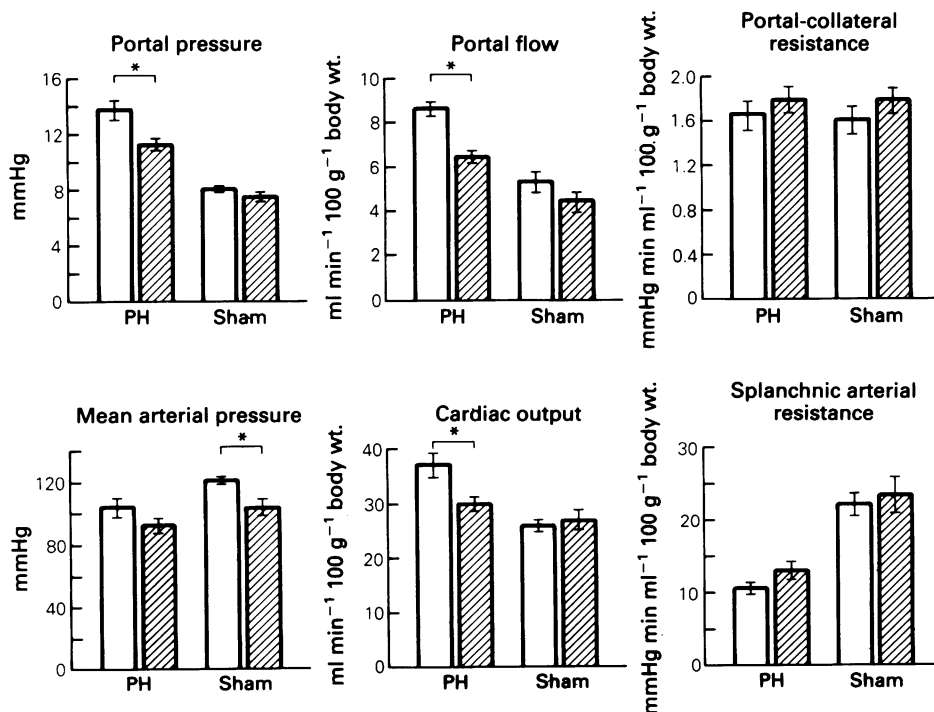 Portal pressure
*
16
12
8
4
0
mmHg
PH Sham
Portal flow
*
10
8
6
4
2
0
ml min⁻¹ 100 g⁻¹ body wt.
PH Sham
Portal-collateral
resistance
2.0
1.6
1.2
0.8
0.4
0
mmHg min ml⁻¹ 100 g⁻¹ body wt.
PH Sham
Mean arterial pressure
*
120
80
40
0
mmHg
PH Sham
Cardiac output
*
40
30
20
10
0
ml min⁻¹ 100 g⁻¹ body wt.
PH Sham
Splanchnic arterial
resistance
30
20
10
0
mmHg min ml⁻¹ 100 g⁻¹ body wt.
PH Sham